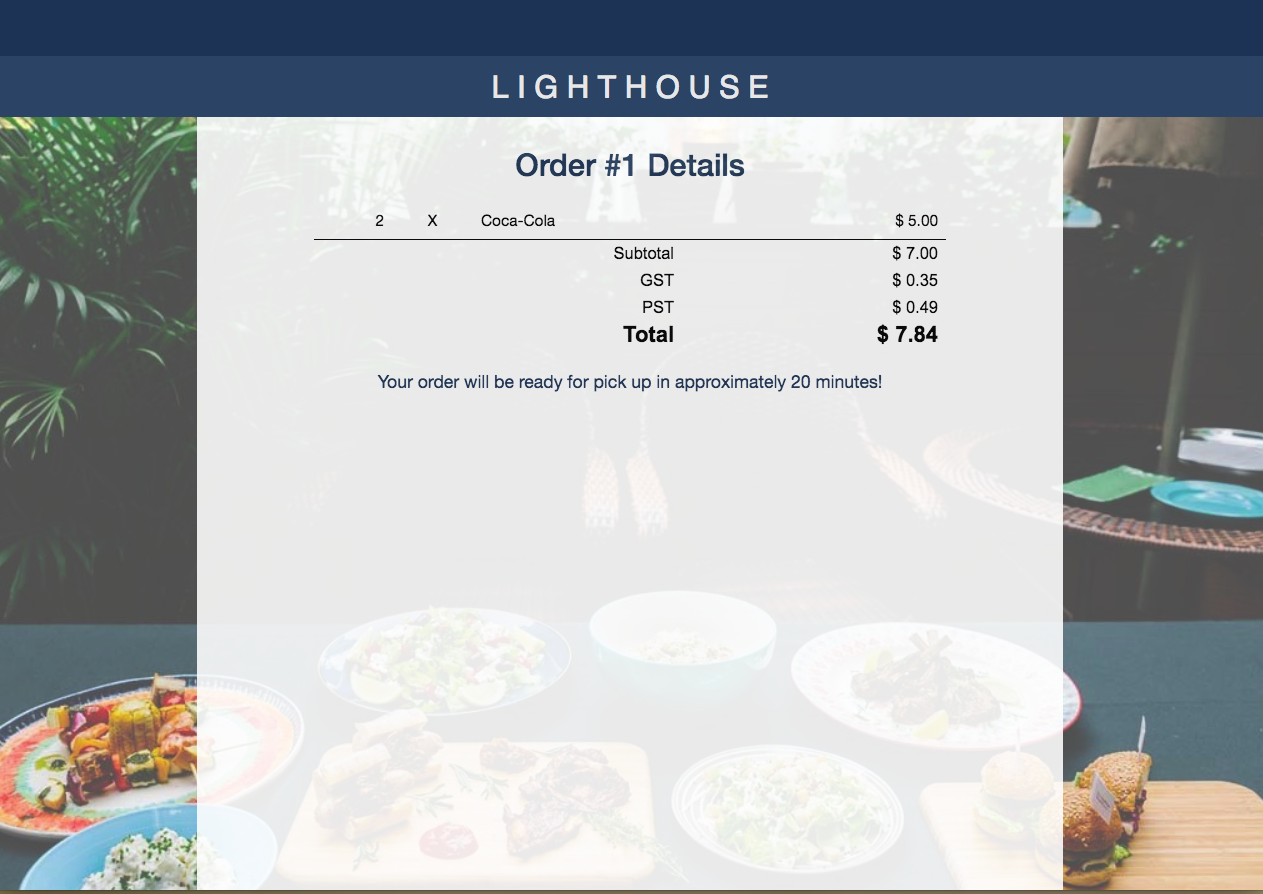 LIGHTHOUSE
Order #1 Details
2 X Coca-Cola $ 5.00
Subtotal $ 7.00
GST $ 0.35
PST $ 0.49
Total $ 7.84
Your order will be ready for pick up in approximately 20 minutes!